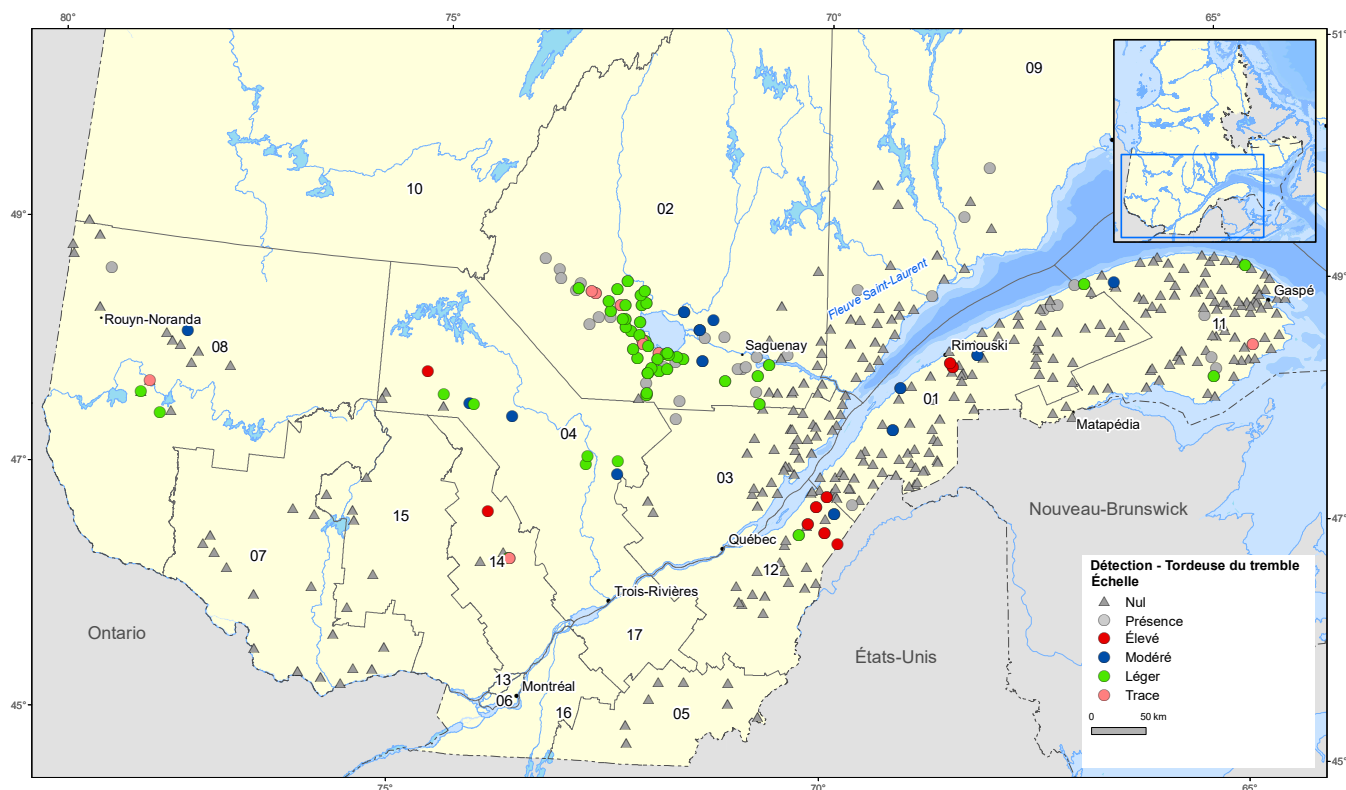 80°
75°
70°
65°
51°
09
10
02
49°
49°
Fleuve Saint-Laurent
Gaspé
Rouyn-Noranda
11
08
Saguenay
Rimouski
01
Matapédia
04
47°
03
Nouveau-Brunswick
15
47°
Québec
07
14
12
Trois-Rivières
Ontario
17
États-Unis
13
Montréal
06
16
05
45°
45°
75°
70°
65°
Détection - Tordeuse du tremble
Échelle
Nul
Présence
Élevé
Modéré
Léger
Trace
0 50 km